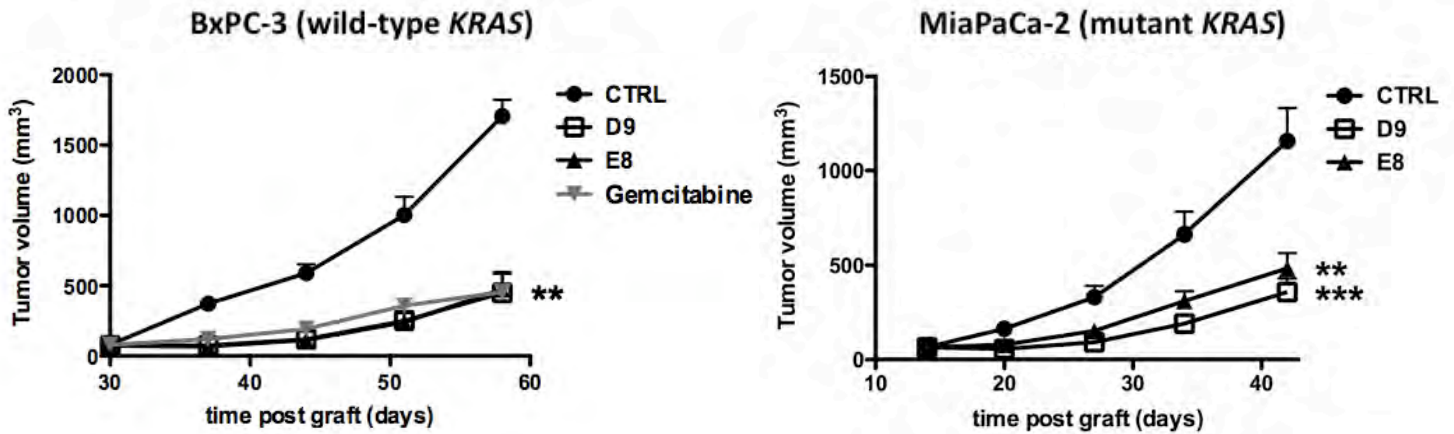 BxPC-3 (wild-type KRAS)
Tumor volume (mm3)
2000
1500
1000
500
0
30
40
50
60
time post graft (days)
CTRL
D9
E8
Gemcitabine
**
MiaPaCa-2 (mutant KRAS)
Tumor volume (mm3)
1500
1000
500
0
10
20
30
40
time post graft (days)
CTRL
D9
E8
**
***